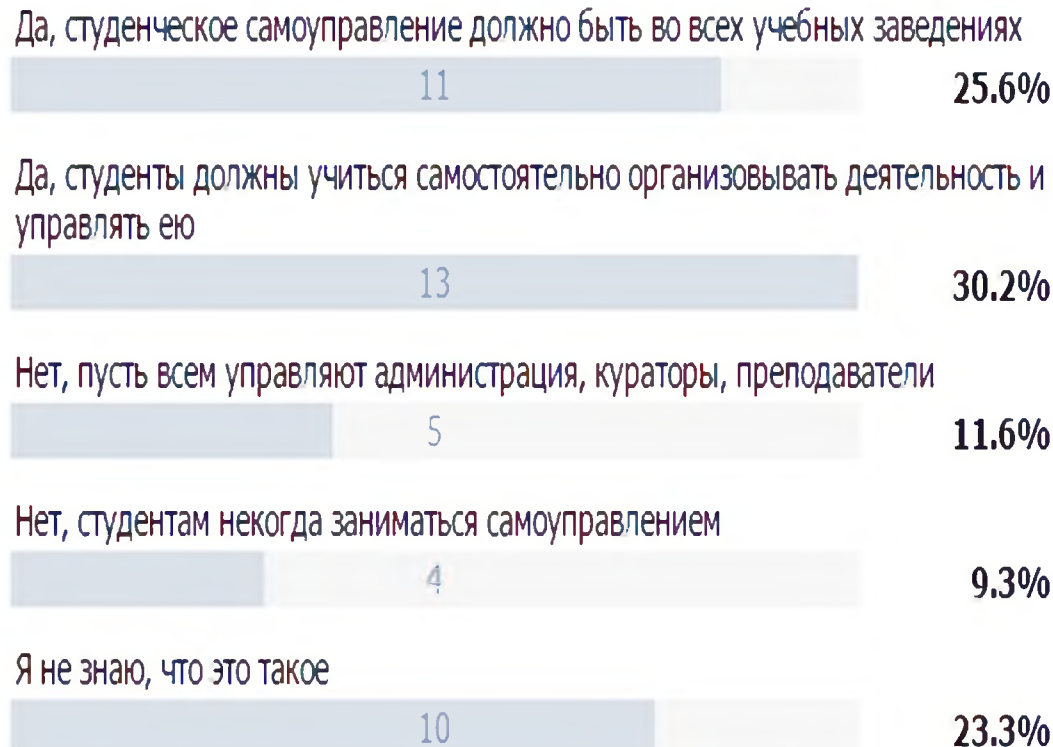 Да, студенческое самоуправление должно быть во всех учебных заведениях
11
25.6%
Да, студенты должны учиться самостоятельно организовывать деятельность и
управлять ею
13
30.2%
Нет, пусть всем управляют администрация, кураторы, преподаватели
5
11.6%
Нет, студентам некогда заниматься самоуправлением
4
9.3%
Я не знаю, что это такое
10
23.3%